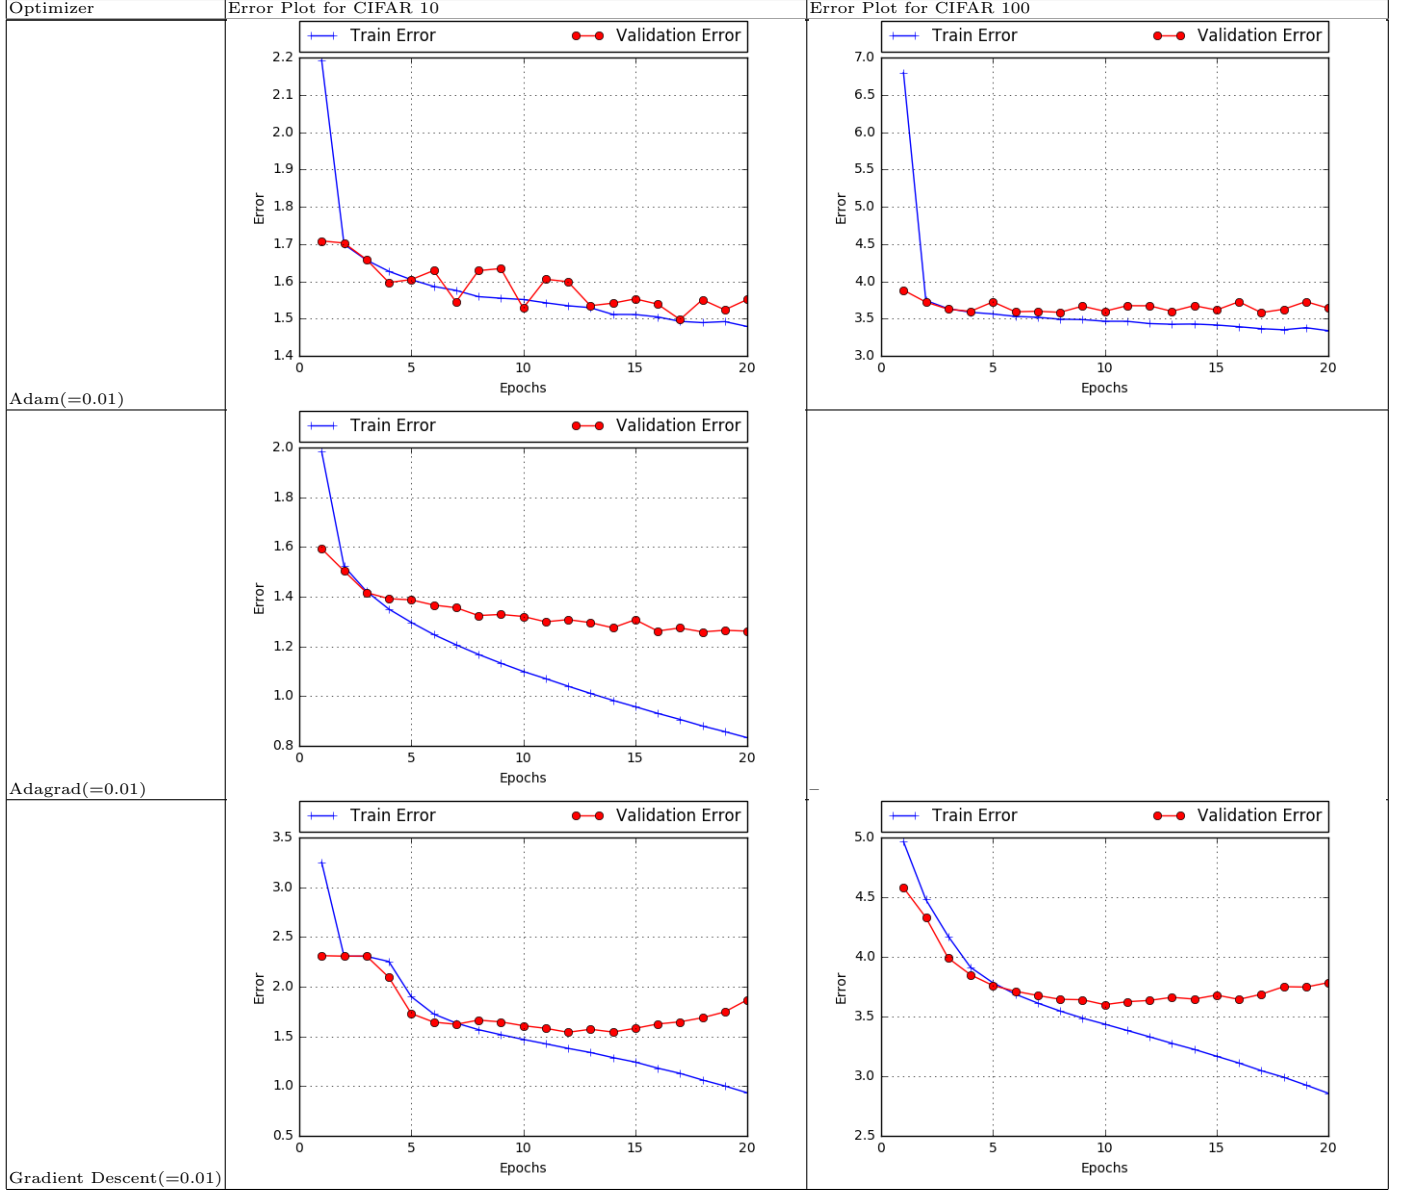 Optimizer Error Plot for CIFAR 10 Error Plot for CIFAR 100
Train Error Validation Error
2.2
2.1
2.0
1.9
1.8
1.7
1.6
1.5
1.4
Error
0 5 10 15 20
Epochs
Train Error Validation Error
7.0
6.5
6.0
5.5
5.0
4.5
4.0
3.5
3.0
Error
0 5 10 15 20
Epochs
Adam(=0.01)
Train Error Validation Error
2.0
1.8
1.6
1.4
1.2
1.0
0.8
Error
0 5 10 15 20
Epochs
Adagrad(=0.01)
–
Train Error Validation Error
3.5
3.0
2.5
2.0
1.5
1.0
0.5
Error
0 5 10 15 20
Epochs
Train Error Validation Error
5.0
4.5
4.0
3.5
3.0
2.5
Error
0 5 10 15 20
Epochs
Gradient Descent(=0.01)